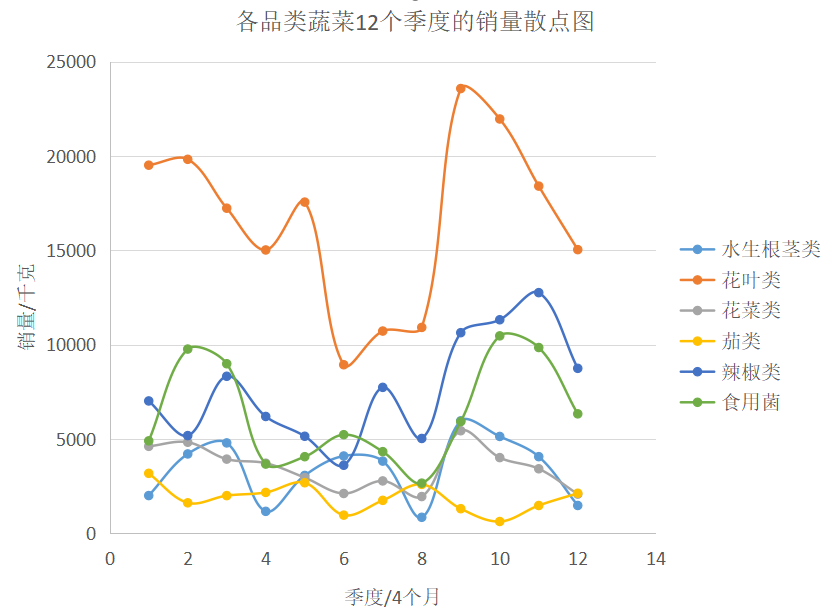 各品类蔬菜12个季度的销量散点图
25000
20000
15000
10000
5000
0
0 2 4 6 8 10 12 14
销量/千克
季度/4个月
水生根茎类
花叶类
花菜类
茄类
辣椒类
食用菌